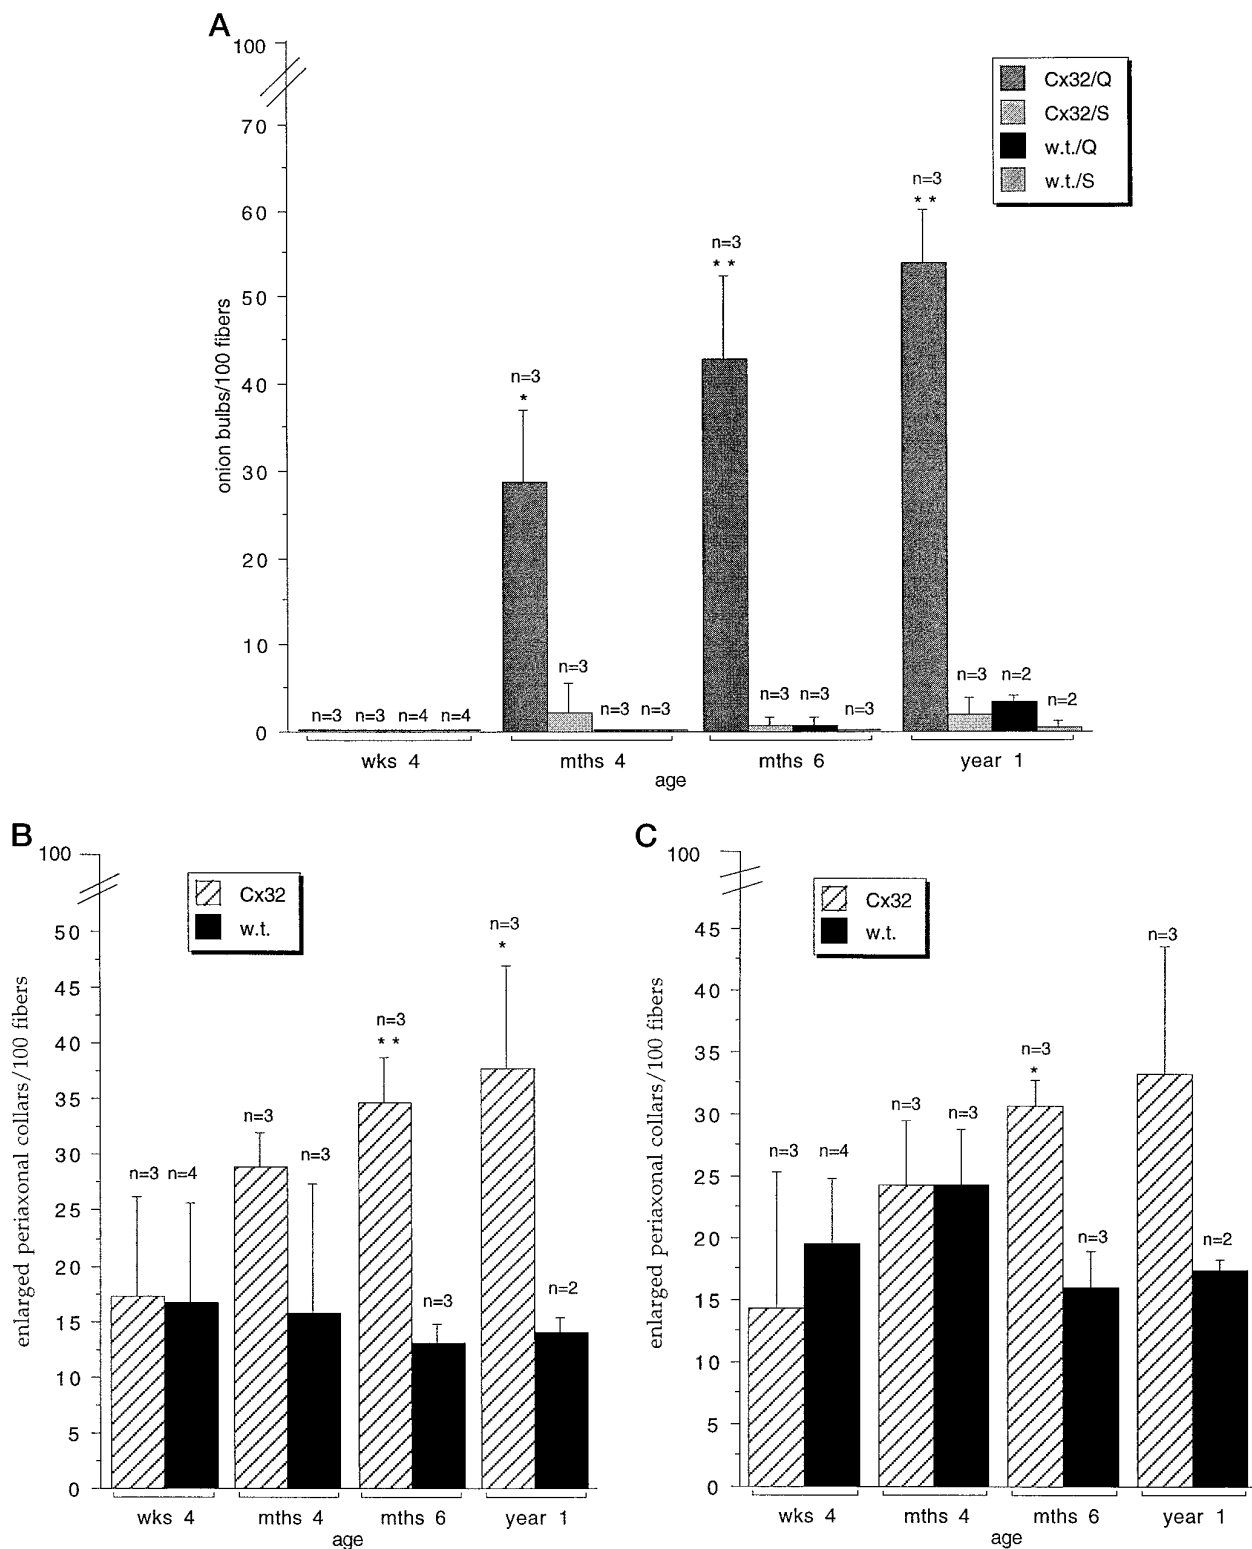 A
100
70
60
50
40
30
20
10
0
onion bulbs/100 fibers
Cx32/Q
Cx32/S
w.t./Q
w.t./S
n=3 n=3 n=4 n=4
n=3
*
n=3
n=3 n=3
n=3
* *
n=3 n=3
n=3
n=3
* *
n=3 n=2
n=2
wks 4 mths 4 mths 6 year 1
age
B
100
50
45
40
35
30
25
20
15
10
5
0
enlarged periaxonal collars/100 fibers
Cx32
w.t.
n=3 n=4
n=3
n=3
n=3
* *
n=3
n=3
*
n=2
wks 4 mths 4 mths 6 year 1
age
C
100
45
40
35
30
25
20
15
10
5
0
enlarged periaxonal collars/100 fibers
Cx32
w.t.
n=3 n=4
n=3 n=3
n=3
*
n=3
n=3
n=2
wks 4 mths 4 mths 6 year 1
age